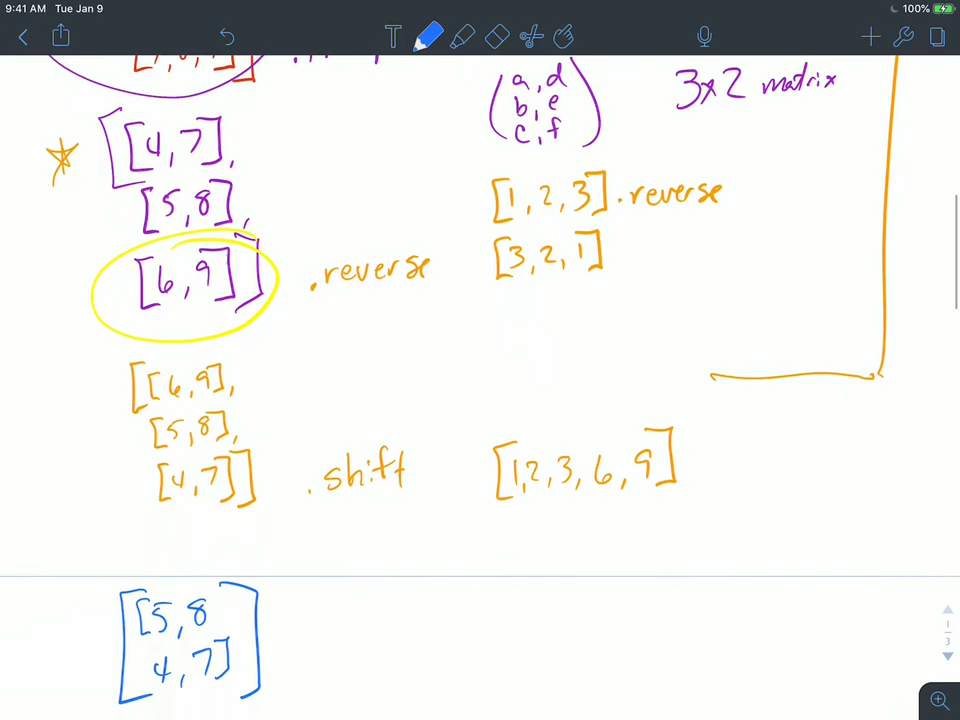 9:41 AM Tue Jan 9
100%
T
a, d
b, e
c, f
3x2 matrix
[[4, 7],
[5, 8],
[6, 9]] .reverse
[1, 2, 3] .reverse
[3, 2, 1]
[[6, 9],
[5, 8],
[4, 7]] .shift
[1, 2, 3, 6, 9]
[[5, 8
4, 7]]
1
3